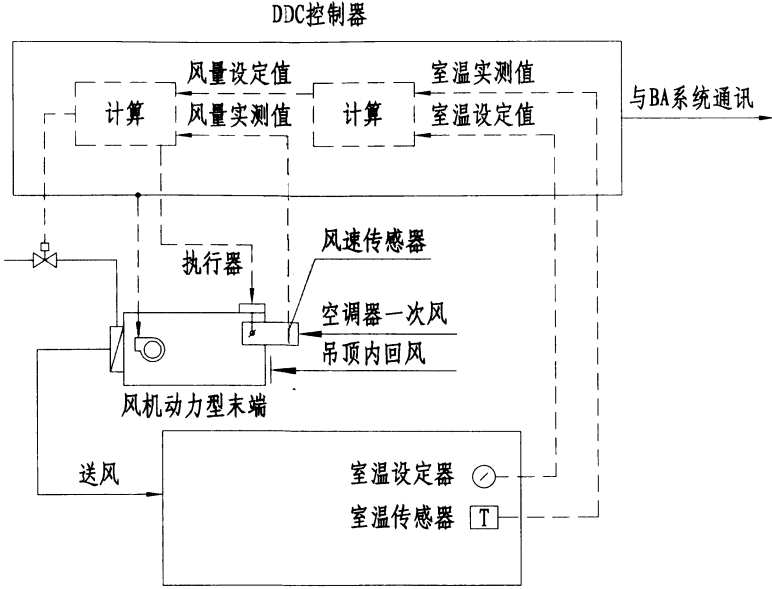 DDC控制器
风量设定值
室温实测值
计算
风量实测值
计算
室温设定值
与BA系统通讯
风速传感器
执行器
空调器一次风
吊顶内回风
风机动力型末端
送风
室温设定器
室温传感器
T